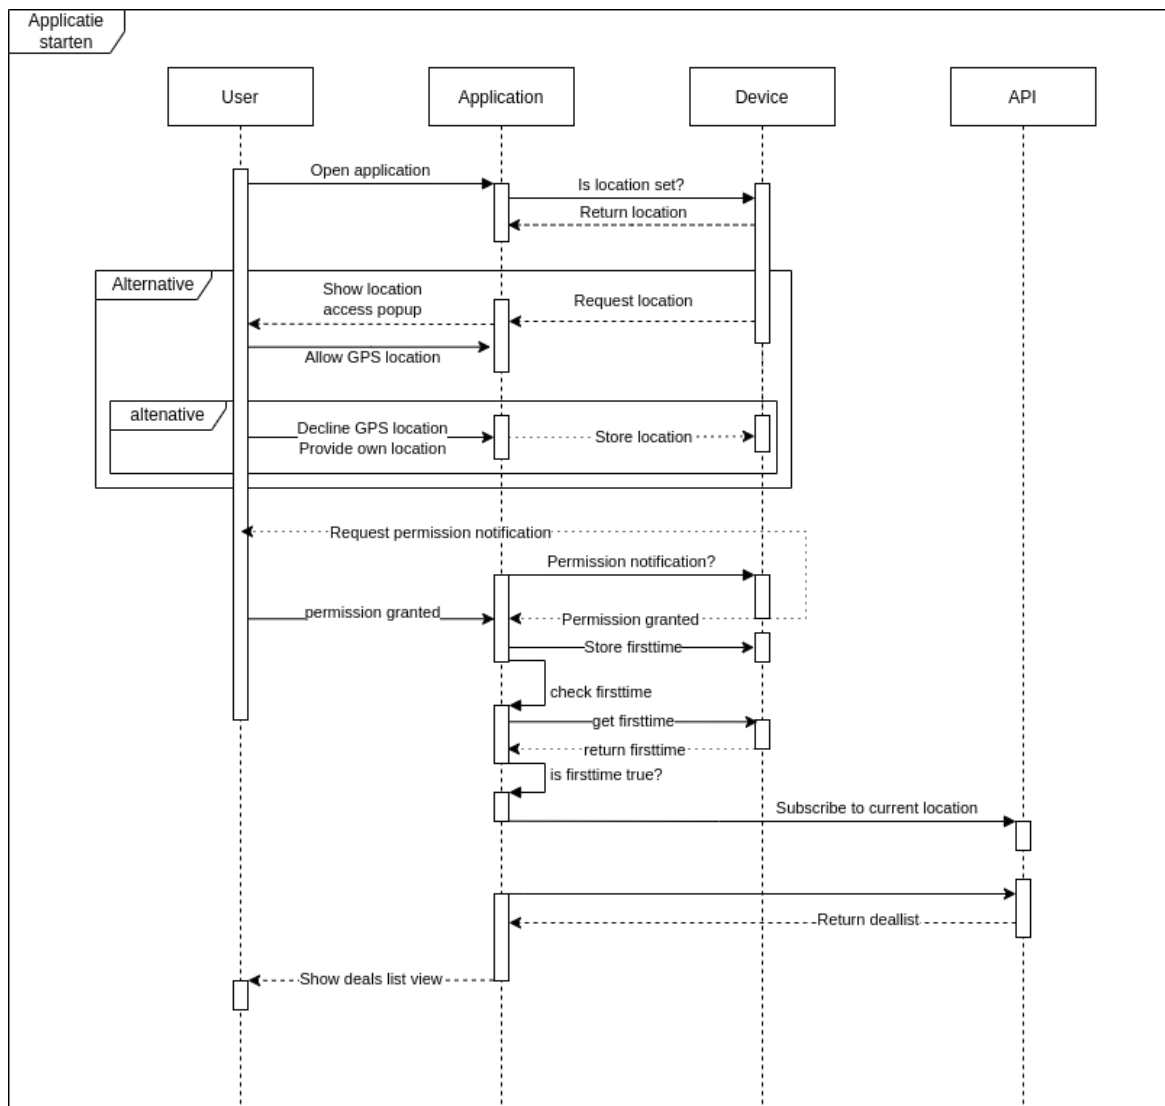 Applicatie
starten
User
Application
Device
API
Open application
Is location set?
Return location
Alternative
Show location
access popup
Request location
Allow GPS location
altenative
Decline GPS location
Provide own location
Store location
Request permission notification
Permission notification?
permission granted
Permission granted
Store firsttime
check firsttime
get firsttime
return firsttime
is firsttime true?
Subscribe to current location
Return deallist
Show deals list view